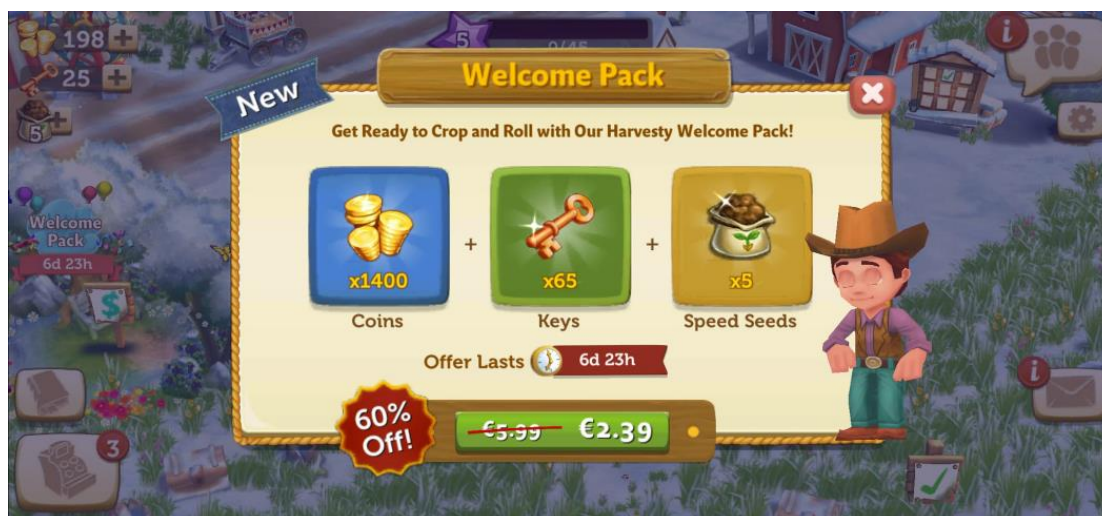 198
25
5
5
0/45
Welcome Pack
New
Get Ready to Crop and Roll with Our Harvesty Welcome Pack!
x1400
+
x65
+
x5
Coins
Keys
Speed Seeds
Offer Lasts
6d 23h
60%
Off!
€5.99
€2.39
Welcome
Pack
6d 23h
$
3
i
i